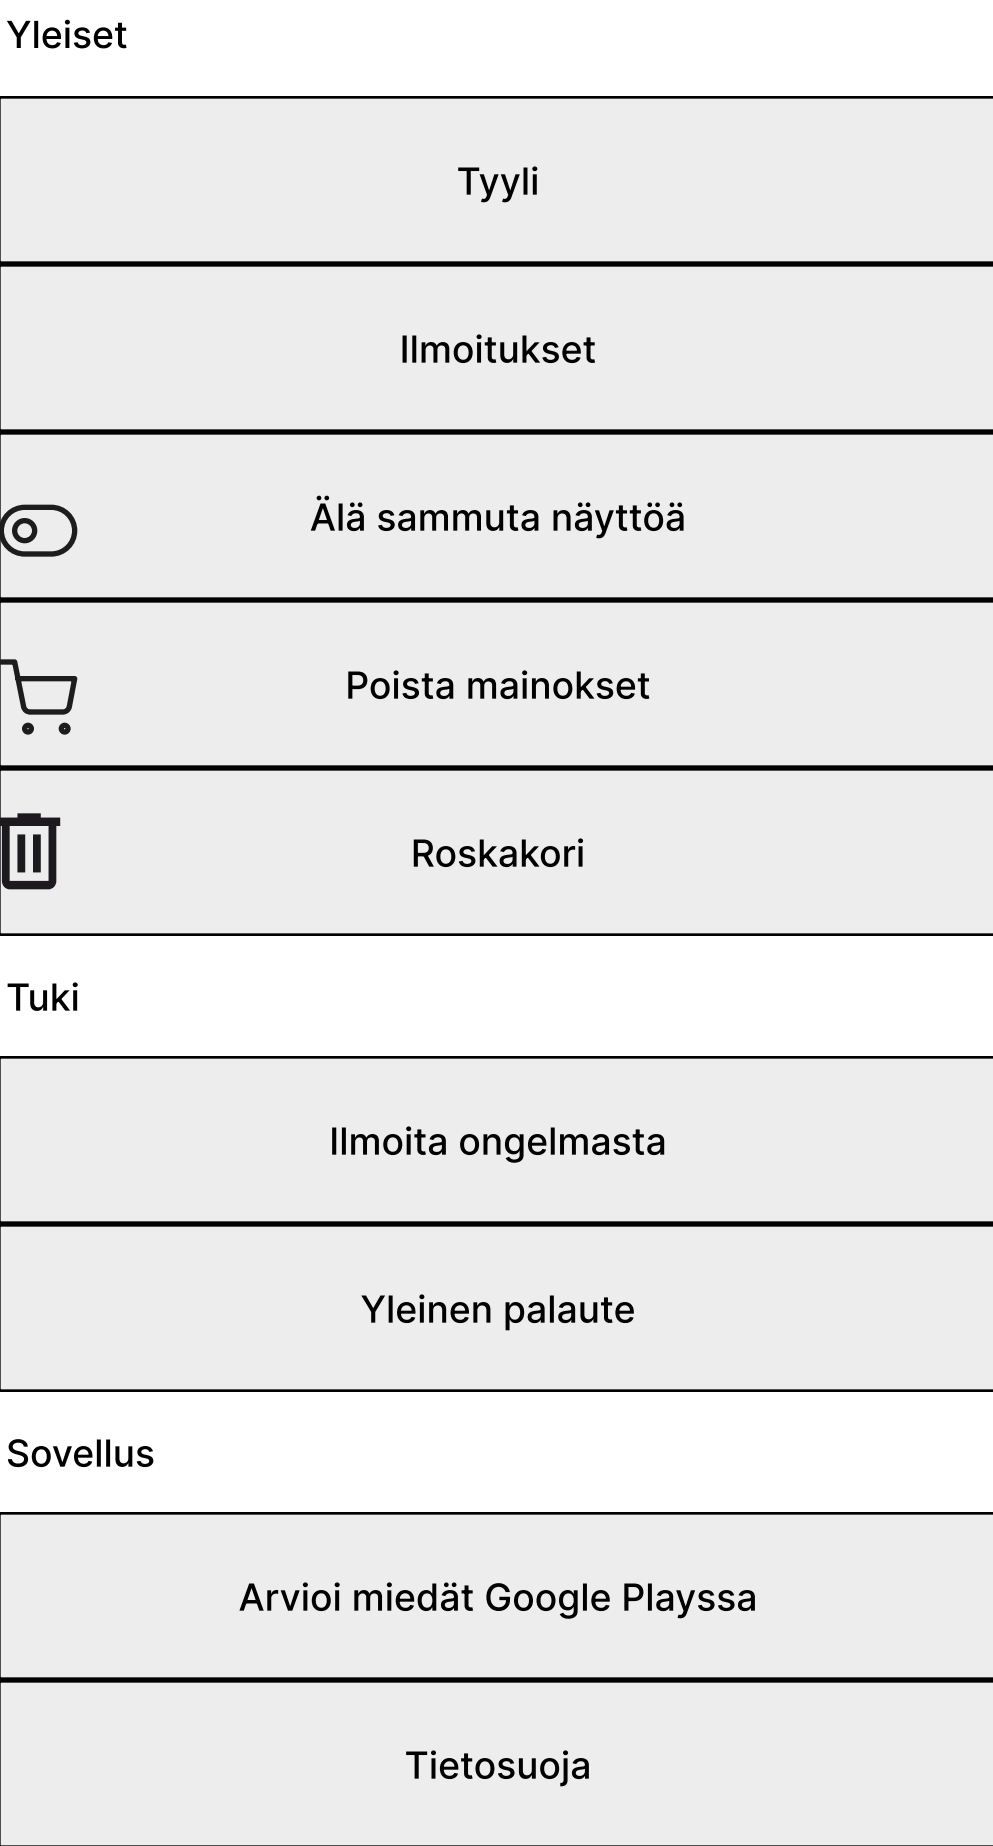 Yleiset
Tyyli
Ilmoitukset
Älä sammuta näyttöä
Poista mainokset
Roskakori
Tuki
Ilmoita ongelmasta
Yleinen palaute
Sovellus
Arvioi miedät Google Playssa
Tietosuoja